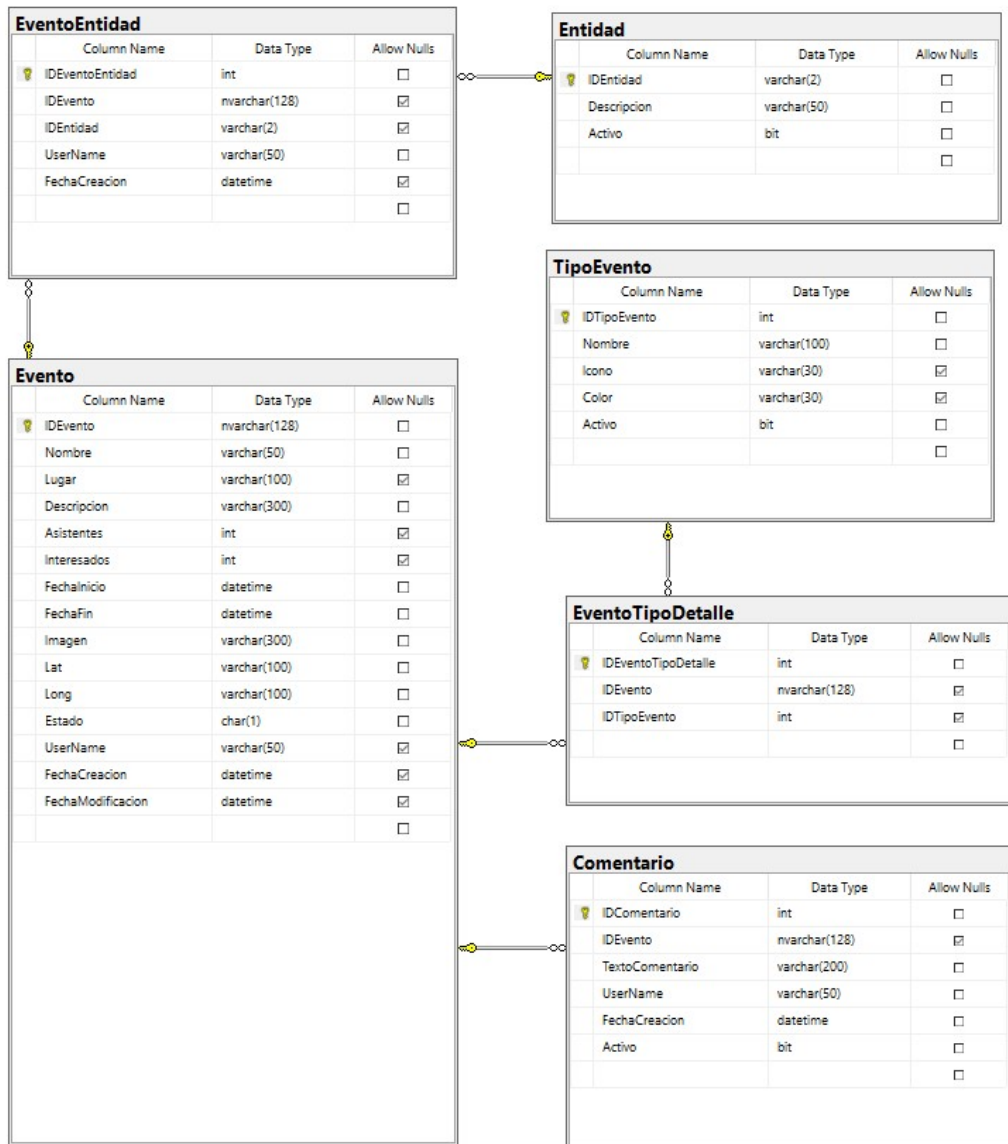 EventoEntidad
Column Name Data Type Allow Nulls
IDEventoEntidad int
IDEvento nvarchar(128)
IDEntidad varchar(2)
UserName varchar(50)
FechaCreacion datetime
Entidad
Column Name Data Type Allow Nulls
IDEntidad varchar(2)
Descripcion varchar(50)
Activo bit
TipoEvento
Column Name Data Type Allow Nulls
IDTipoEvento int
Nombre varchar(100)
Icono varchar(30)
Color varchar(30)
Activo bit
Evento
Column Name Data Type Allow Nulls
IDEvento nvarchar(128)
Nombre varchar(50)
Lugar varchar(100)
Descripcion varchar(300)
Asistentes int
Interesados int
FechaInicio datetime
FechaFin datetime
Imagen varchar(300)
Lat varchar(100)
Long varchar(100)
Estado char(1)
UserName varchar(50)
FechaCreacion datetime
FechaModificacion datetime
EventoTipoDetalle
Column Name Data Type Allow Nulls
IDEventoTipoDetalle int
IDEvento nvarchar(128)
IDTipoEvento int
Comentario
Column Name Data Type Allow Nulls
IDComentario int
IDEvento nvarchar(128)
TextoComentario varchar(200)
UserName varchar(50)
FechaCreacion datetime
Activo bit